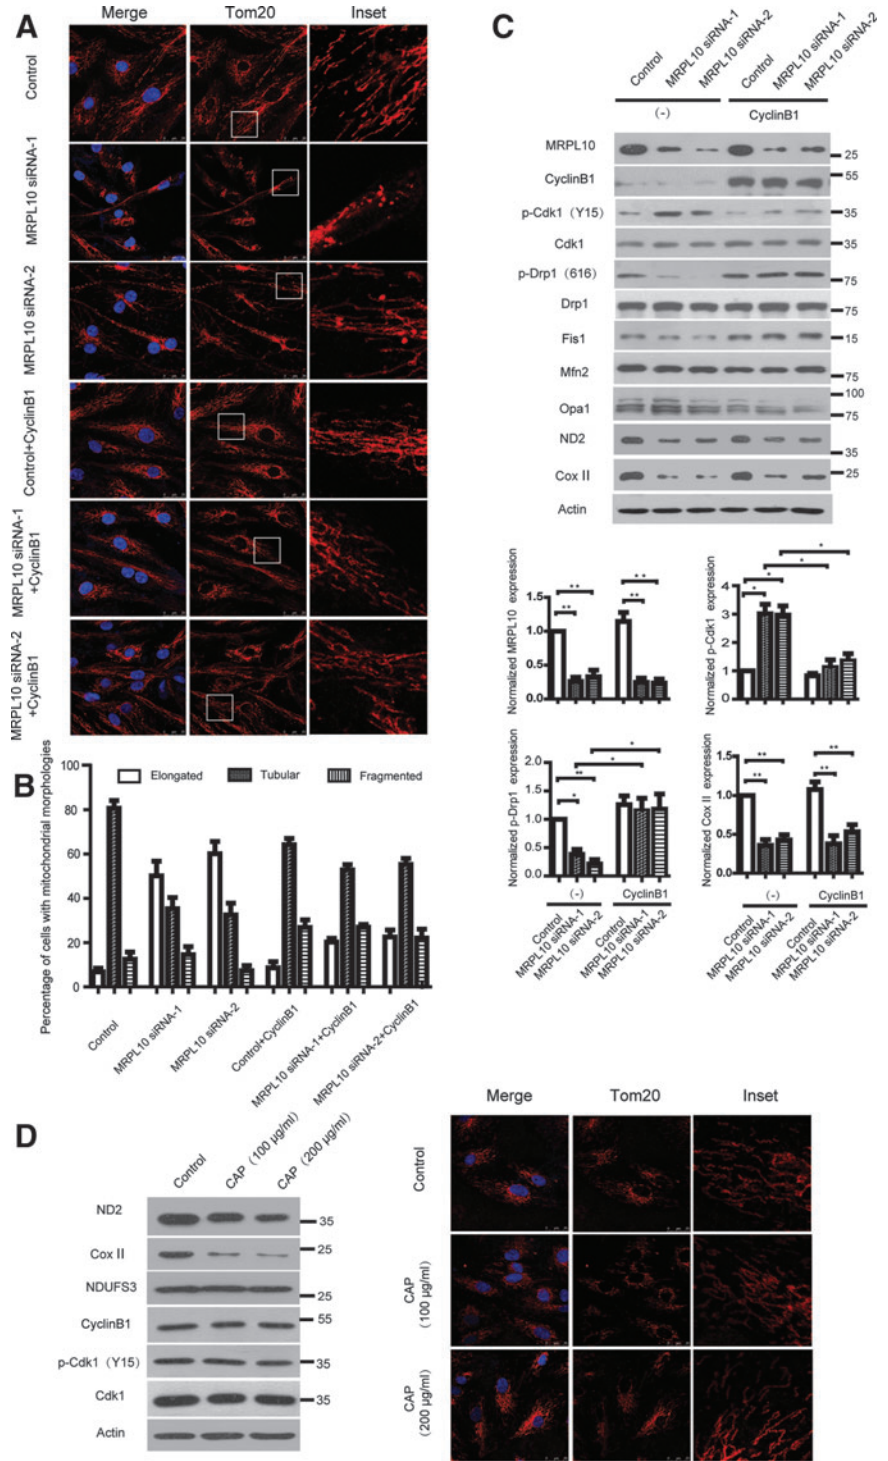 A
Merge Tom20 Inset
Control
MRPL10 siRNA-1
MRPL10 siRNA-2
Control+CyclinB1
MRPL10 siRNA-1
+CyclinB1
MRPL10 siRNA-2
+CyclinB1
B
Percentage of cells with mitochondrial morphologies
100
80
60
40
20
0
Elongated Tubular Fragmented
Control
MRPL10 siRNA-1
MRPL10 siRNA-2
Control+CyclinB1
MRPL10 siRNA-1+CyclinB1
MRPL10 siRNA-2+CyclinB1
C
Control MRPL10 siRNA-1 MRPL10 siRNA-2 Control MRPL10 siRNA-1 MRPL10 siRNA-2
(-) CyclinB1
MRPL10 25
CyclinB1 55
p-Cdk1 (Y15) 35
Cdk1 35
p-Drp1 (616) 75
Drp1 75
Fis1 15
Mfn2 75
Opa1 100
75
ND2 35
Cox II 25
Actin
Normalized MRPL10 expression
1.5
1.0
0.5
0.0
** ** ** **
Normalized p-Cdk1 expression
4
3
2
1
0
* * * *
Normalized p-Drp1 expression
2.0
1.5
1.0
0.5
0.0
* ** * *
(-) CyclinB1
Control MRPL10 siRNA-1 MRPL10 siRNA-2 Control MRPL10 siRNA-1 MRPL10 siRNA-2
Normalized Cox II expression
1.5
1.0
0.5
0.0
** ** ** **
(-) CyclinB1
Control MRPL10 siRNA-1 MRPL10 siRNA-2 Control MRPL10 siRNA-1 MRPL10 siRNA-2
D
Control CAP (100 μg/ml) CAP (200 μg/ml)
ND2 35
Cox II 25
NDUFS3 25
CyclinB1 55
p-Cdk1 (Y15) 35
Cdk1 35
Actin
Merge Tom20 Inset
Control
CAP
(100 μg/ml)
CAP
(200 μg/ml)